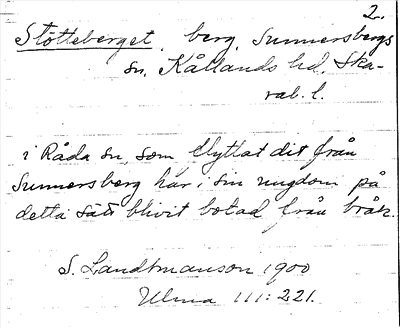 2.
Stötteberget, berg, Sunnersbergs
sn, Kållands hd, Ska-
rab. l.
i Råda sn, som flyttat dit från
Sunnersberg har i sin ungdom på
detta sätt blivit botad från bråk.
S. Landtmanson 1900
Ulma 111:221.